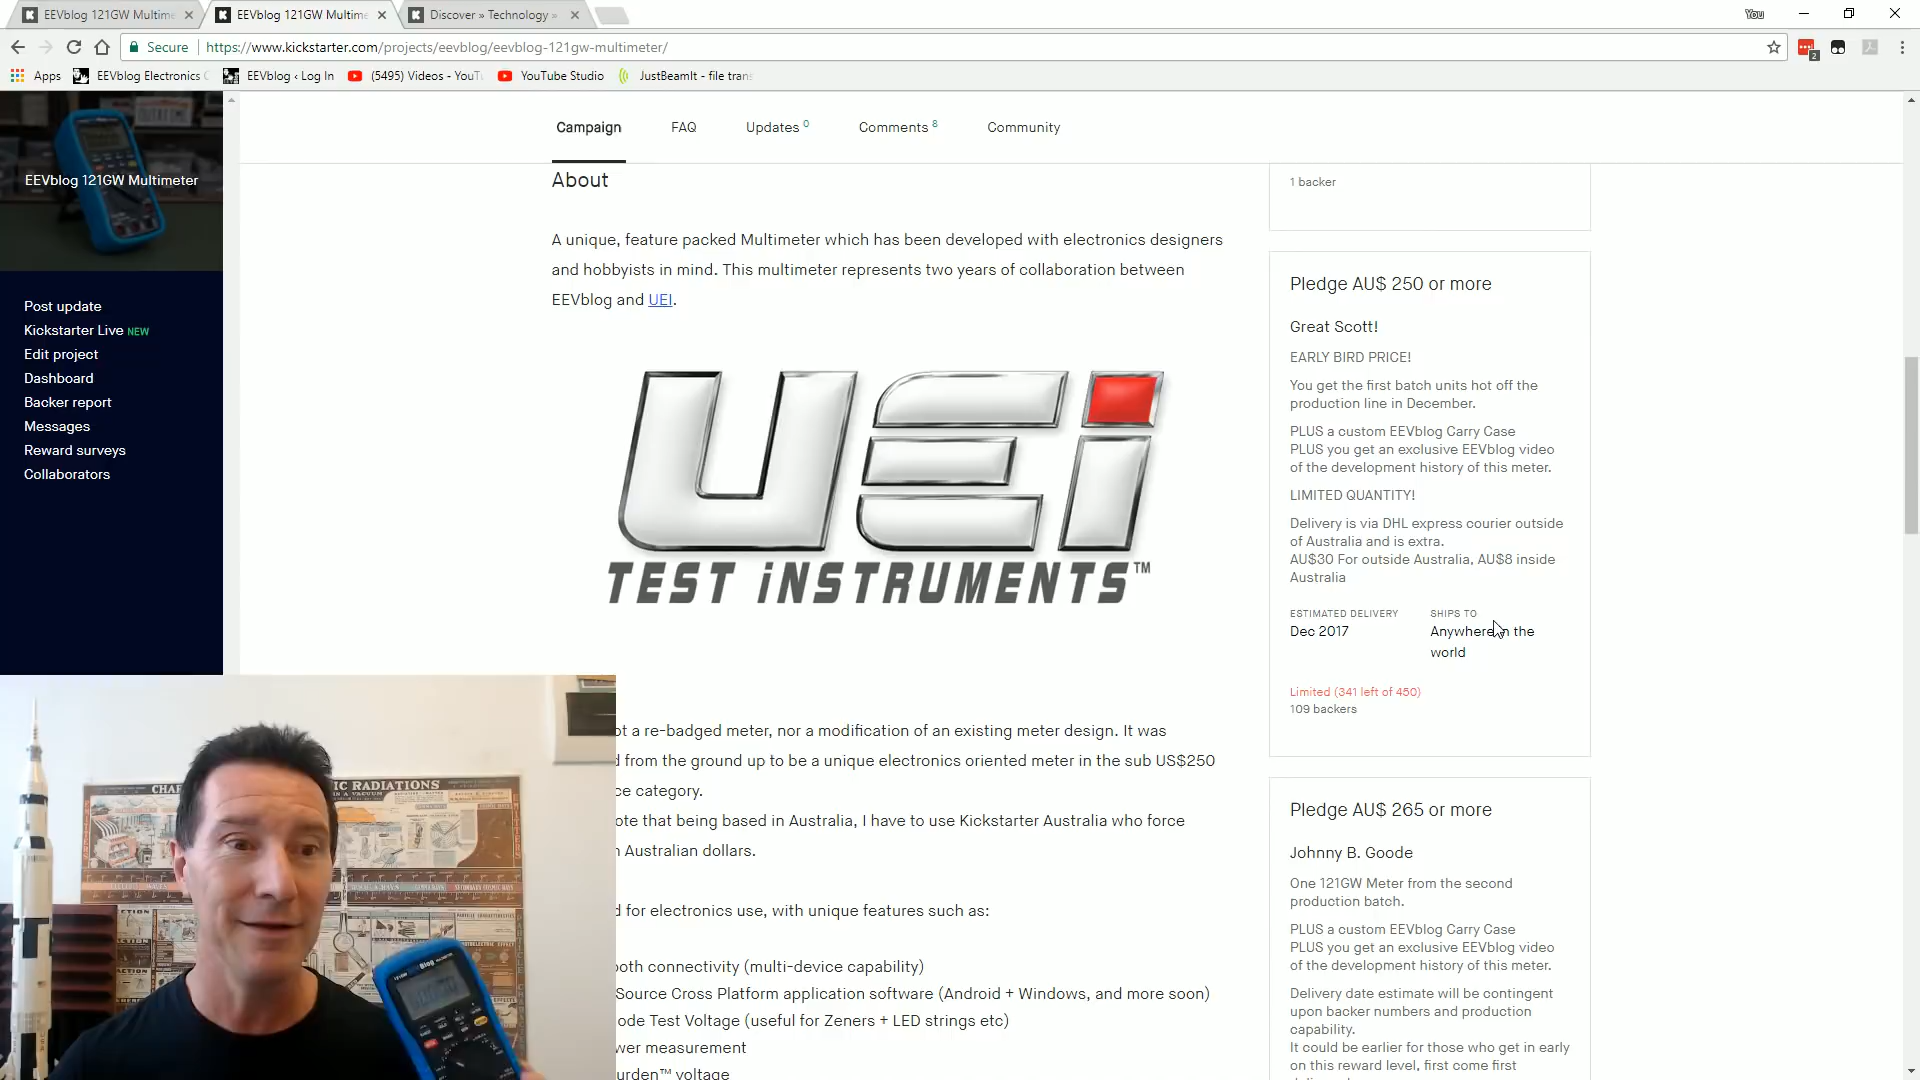 EEVblog 121GW Multime
EEVblog 121GW Multime
Discover » Technology »
You
Secure
https://www.kickstarter.com/projects/eevblog/eevblog-121gw-multimeter/
2
Apps
EEVblog Electronics
EEVblog ‹ Log In
(5495) Videos - YouT
YouTube Studio
JustBeamIt - file tran
EEVblog 121GW Multimeter
Post update
Kickstarter Live NEW
Edit project
Dashboard
Backer report
Messages
Reward surveys
Collaborators
Campaign
FAQ
Updates 0
Comments 8
Community
About
A unique, feature packed Multimeter which has been developed with electronics designers
and hobbyists in mind. This multimeter represents two years of collaboration between
EEVblog and UEI.
UEi
TEST iNSTRUMENTS™
ot a re-badged meter, nor a modification of an existing meter design. It was
d from the ground up to be a unique electronics oriented meter in the sub US$250
ce category.
ote that being based in Australia, I have to use Kickstarter Australia who force
n Australian dollars.
d for electronics use, with unique features such as:
ooth connectivity (multi-device capability)
Source Cross Platform application software (Android + Windows, and more soon)
ode Test Voltage (useful for Zeners + LED strings etc)
wer measurement
urden™ voltage
1 backer
Pledge AU$ 250 or more
Great Scott!
EARLY BIRD PRICE!
You get the first batch units hot off the
production line in December.
PLUS a custom EEVblog Carry Case
PLUS you get an exclusive EEVblog video
of the development history of this meter.
LIMITED QUANTITY!
Delivery is via DHL express courier outside
of Australia and is extra.
AU$30 For outside Australia, AU$8 inside
Australia
ESTIMATED DELIVERY
Dec 2017
SHIPS TO
Anywhere in the
world
Limited (341 left of 450)
109 backers
Pledge AU$ 265 or more
Johnny B. Goode
One 121GW Meter from the second
production batch.
PLUS a custom EEVblog Carry Case
PLUS you get an exclusive EEVblog video
of the development history of this meter.
Delivery date estimate will be contingent
upon backer numbers and production
capability.
It could be earlier for those who get in early
on this reward level, first come first
CHAR
IC RADIATIONS